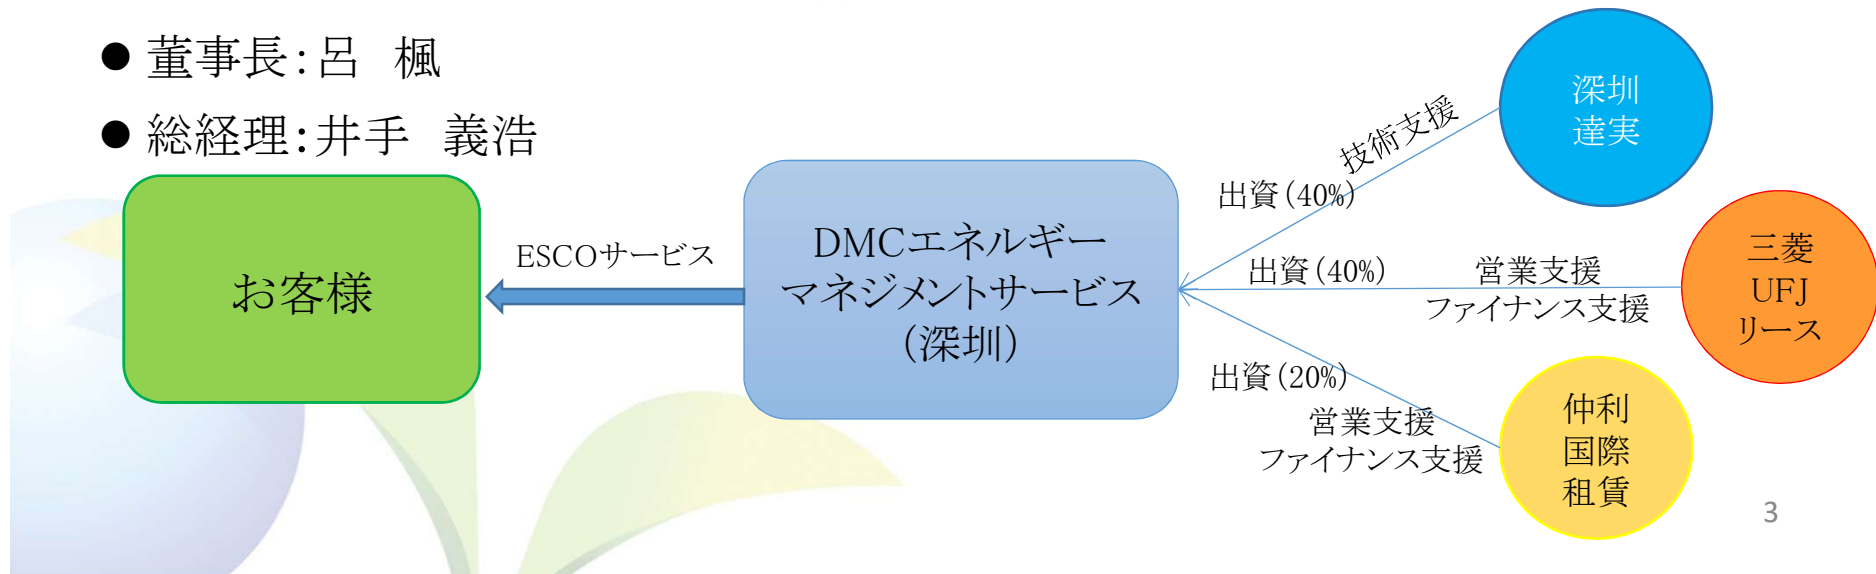 ● 董事長:呂　楓
● 総経理:井手　義浩
お客様
ESCOサービス
DMCエネルギー
マネジメントサービス
(深圳)
技術支援
出資(40%)
深圳
達実
出資(40%)
営業支援
ファイナンス支援
三菱
UFJ
リース
出資(20%)
営業支援
ファイナンス支援
仲利
国際
租賃
3